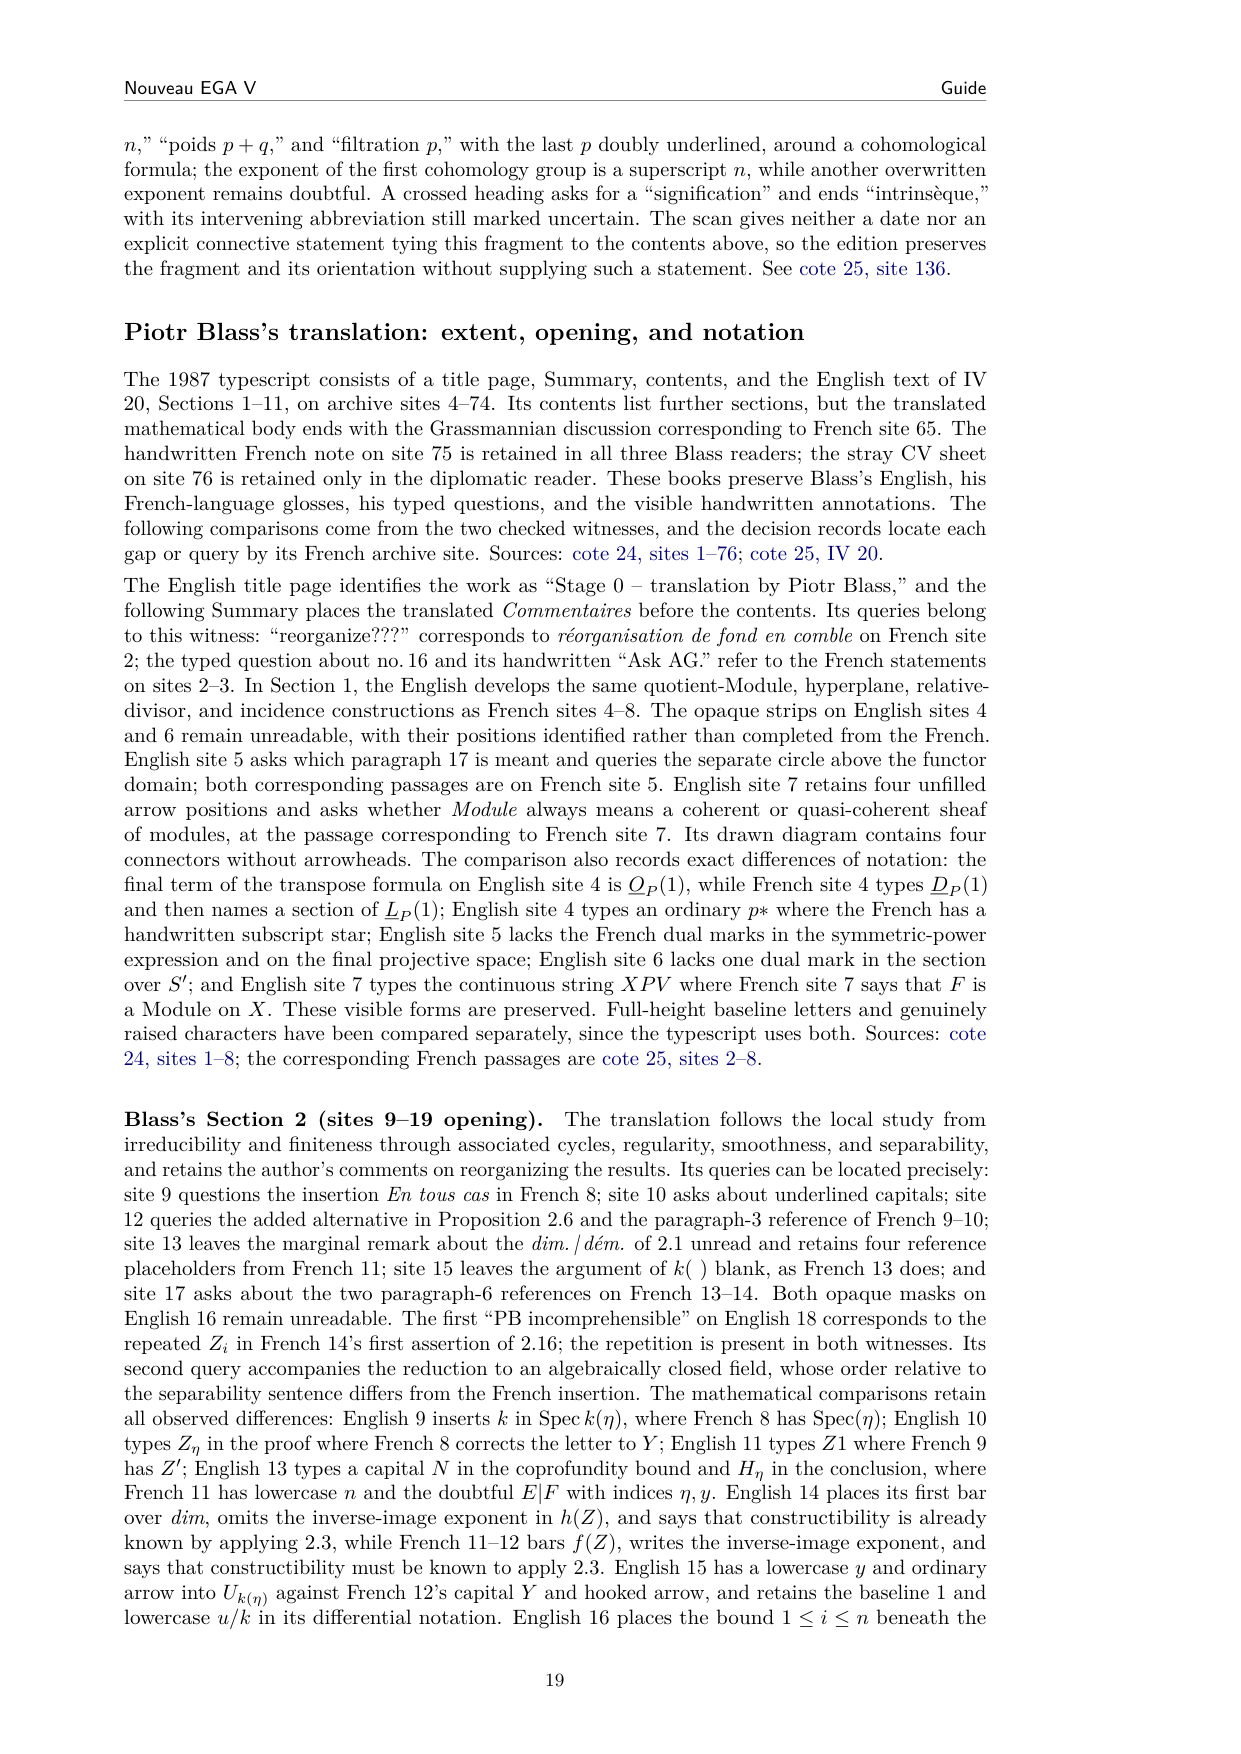 Nouveau EGA V Guide
n,” “poids p + q,” and “filtration p,” with the last p doubly underlined, around a cohomological
formula; the exponent of the first cohomology group is a superscript n, while another overwritten
exponent remains doubtful. A crossed heading asks for a “signification” and ends “intrinsèque,”
with its intervening abbreviation still marked uncertain. The scan gives neither a date nor an
explicit connective statement tying this fragment to the contents above, so the edition preserves
the fragment and its orientation without supplying such a statement. See cote 25, site 136.
Piotr Blass’s translation: extent, opening, and notation
The 1987 typescript consists of a title page, Summary, contents, and the English text of IV
20, Sections 1–11, on archive sites 4–74. Its contents list further sections, but the translated
mathematical body ends with the Grassmannian discussion corresponding to French site 65. The
handwritten French note on site 75 is retained in all three Blass readers; the stray CV sheet
on site 76 is retained only in the diplomatic reader. These books preserve Blass’s English, his
French-language glosses, his typed questions, and the visible handwritten annotations. The
following comparisons come from the two checked witnesses, and the decision records locate each
gap or query by its French archive site. Sources: cote 24, sites 1–76; cote 25, IV 20.
The English title page identifies the work as “Stage 0 – translation by Piotr Blass,” and the
following Summary places the translated Commentaires before the contents. Its queries belong
to this witness: “reorganize???” corresponds to réorganisation de fond en comble on French site
2; the typed question about no. 16 and its handwritten “Ask AG.” refer to the French statements
on sites 2–3. In Section 1, the English develops the same quotient-Module, hyperplane, relative-
divisor, and incidence constructions as French sites 4–8. The opaque strips on English sites 4
and 6 remain unreadable, with their positions identified rather than completed from the French.
English site 5 asks which paragraph 17 is meant and queries the separate circle above the functor
domain; both corresponding passages are on French site 5. English site 7 retains four unfilled
arrow positions and asks whether Module always means a coherent or quasi-coherent sheaf
of modules, at the passage corresponding to French site 7. Its drawn diagram contains four
connectors without arrowheads. The comparison also records exact differences of notation: the
final term of the transpose formula on English site 4 is O_P(1), while French site 4 types D_P(1)
and then names a section of L_P(1); English site 4 types an ordinary p∗ where the French has a
handwritten subscript star; English site 5 lacks the French dual marks in the symmetric-power
expression and on the final projective space; English site 6 lacks one dual mark in the section
over S′; and English site 7 types the continuous string XPV where French site 7 says that F is
a Module on X. These visible forms are preserved. Full-height baseline letters and genuinely
raised characters have been compared separately, since the typescript uses both. Sources: cote
24, sites 1–8; the corresponding French passages are cote 25, sites 2–8.
Blass’s Section 2 (sites 9–19 opening). The translation follows the local study from
irreducibility and finiteness through associated cycles, regularity, smoothness, and separability,
and retains the author’s comments on reorganizing the results. Its queries can be located precisely:
site 9 questions the insertion En tous cas in French 8; site 10 asks about underlined capitals; site
12 queries the added alternative in Proposition 2.6 and the paragraph-3 reference of French 9–10;
site 13 leaves the marginal remark about the dim. / dém. of 2.1 unread and retains four reference
placeholders from French 11; site 15 leaves the argument of k( ) blank, as French 13 does; and
site 17 asks about the two paragraph-6 references on French 13–14. Both opaque masks on
English 16 remain unreadable. The first “PB incomprehensible” on English 18 corresponds to the
repeated Z_i in French 14’s first assertion of 2.16; the repetition is present in both witnesses. Its
second query accompanies the reduction to an algebraically closed field, whose order relative to
the separability sentence differs from the French insertion. The mathematical comparisons retain
all observed differences: English 9 inserts k in Spec k(η), where French 8 has Spec(η); English 10
types Z_η in the proof where French 8 corrects the letter to Y; English 11 types Z1 where French 9
has Z′; English 13 types a capital N in the coprofundity bound and H_η in the conclusion, where
French 11 has lowercase n and the doubtful E|F with indices η, y. English 14 places its first bar
over dim, omits the inverse-image exponent in h(Z), and says that constructibility is already
known by applying 2.3, while French 11–12 bars f(Z), writes the inverse-image exponent, and
says that constructibility must be known to apply 2.3. English 15 has a lowercase y and ordinary
arrow into U_k(η) against French 12’s capital Y and hooked arrow, and retains the baseline 1 and
lowercase u/k in its differential notation. English 16 places the bound 1 ≤ i ≤ n beneath the
19